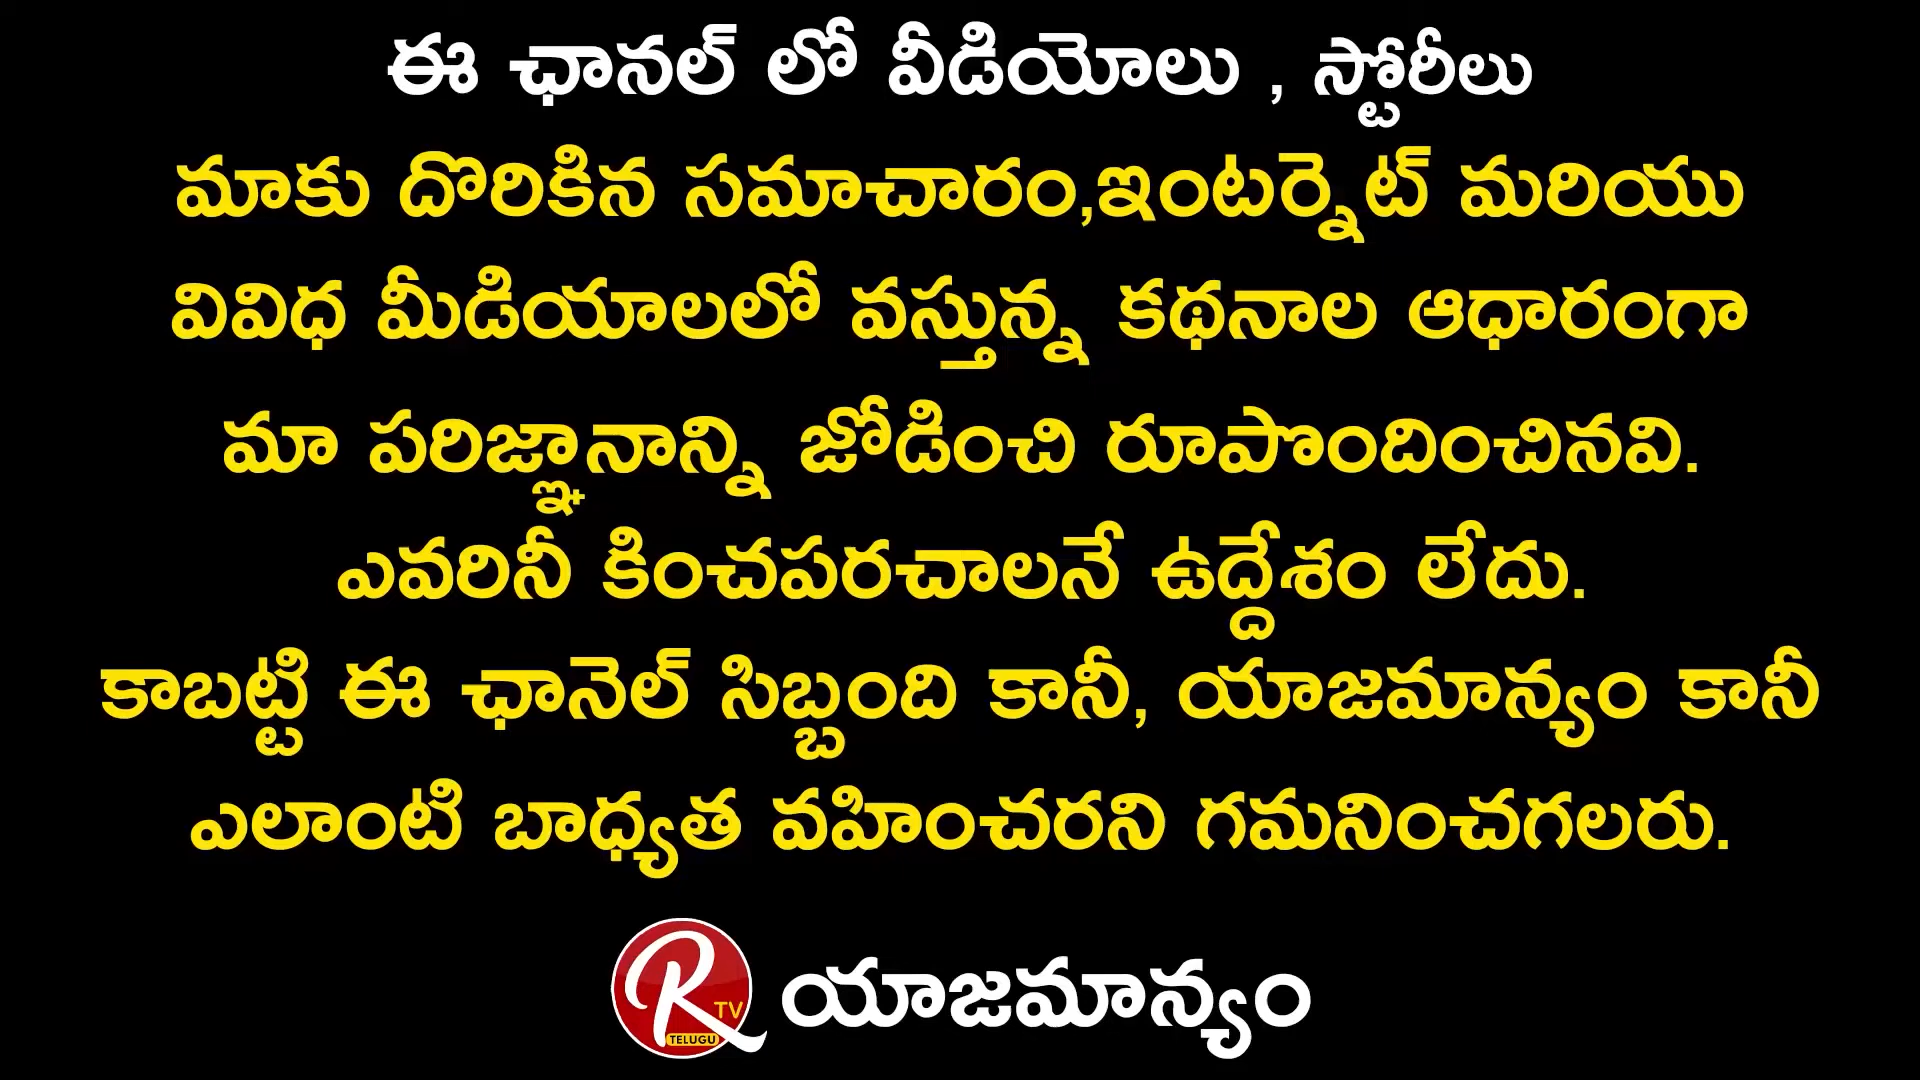 ఈ ఛానల్ లో వీడియోలు , స్టోరీలు
మాకు దొరికిన సమాచారం,ఇంటర్నెట్ మరియు
వివిధ మీడియాలలో వస్తున్న కథనాల ఆధారంగా
మా పరిజ్ఞానాన్ని జోడించి రూపొందించినవి.
ఎవరినీ కించపరచాలనే ఉద్దేశం లేదు.
కాబట్టి ఈ ఛానెల్ సిబ్బంది కానీ, యాజమాన్యం కానీ
ఎలాంటి బాధ్యత వహించరని గమనించగలరు.
R TV TELUGU యాజమాన్యం